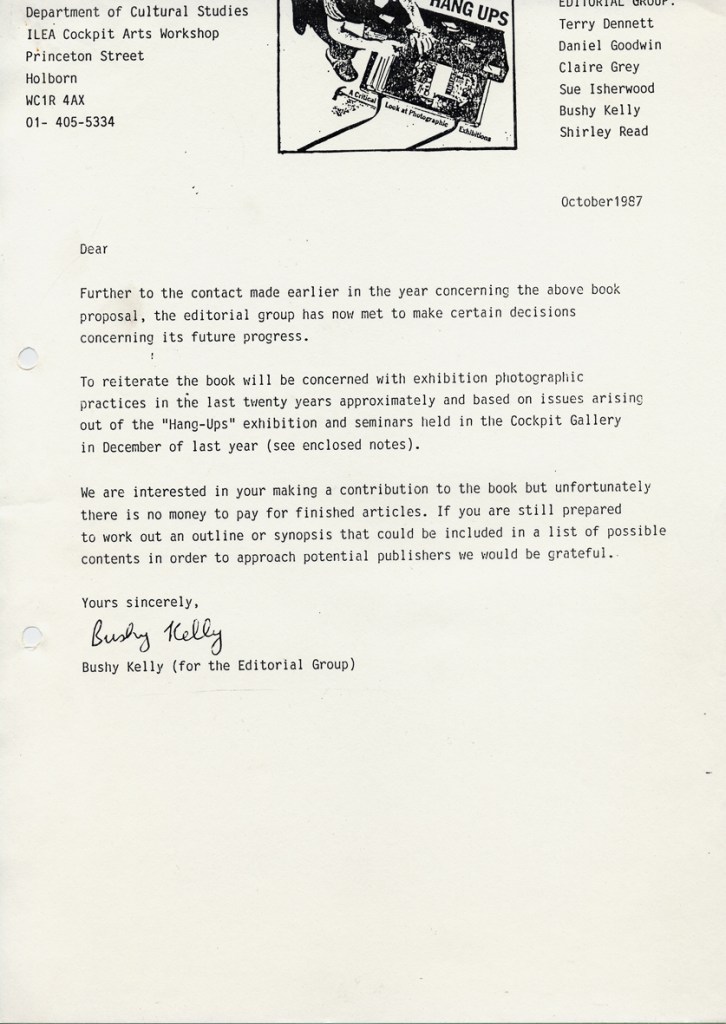 Department of Cultural Studies
ILEA Cockpit Arts Workshop
Princeton Street
Holborn
WC1R 4AX
01- 405-5334
HANG UPS
A Critical
Look at Photographic
Exhibitions
EDITORIAL GROUP:
Terry Dennett
Daniel Goodwin
Claire Grey
Sue Isherwood
Bushy Kelly
Shirley Read
October1987
Dear
Further to the contact made earlier in the year concerning the above book
proposal, the editorial group has now met to make certain decisions
concerning its future progress.
To reiterate the book will be concerned with exhibition photographic
practices in the last twenty years approximately and based on issues arising
out of the "Hang-Ups" exhibition and seminars held in the Cockpit Gallery
in December of last year (see enclosed notes).
We are interested in your making a contribution to the book but unfortunately
there is no money to pay for finished articles. If you are still prepared
to work out an outline or synopsis that could be included in a list of possible
contents in order to approach potential publishers we would be grateful.
Yours sincerely,
Bushy Kelly
Bushy Kelly (for the Editorial Group)